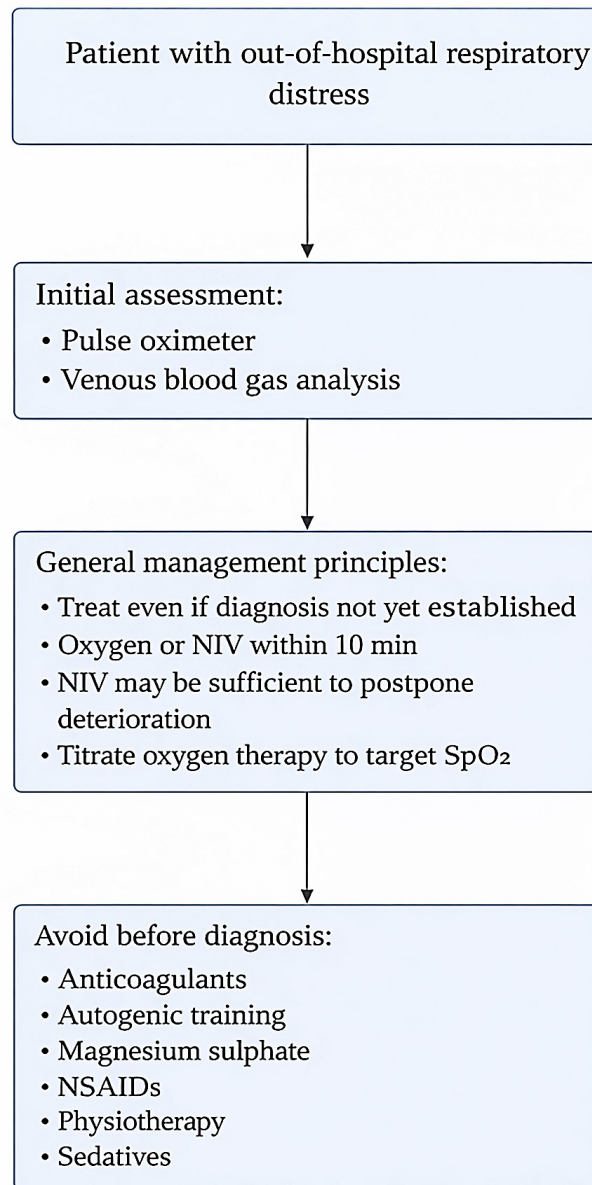 Patient with out-of-hospital respiratory
distress
Initial assessment:
• Pulse oximeter
• Venous blood gas analysis
General management principles:
• Treat even if diagnosis not yet established
• Oxygen or NIV within 10 min
• NIV may be sufficient to postpone
deterioration
• Titrate oxygen therapy to target SpO₂
Avoid before diagnosis:
• Anticoagulants
• Autogenic training
• Magnesium sulphate
• NSAIDs
• Physiotherapy
• Sedatives